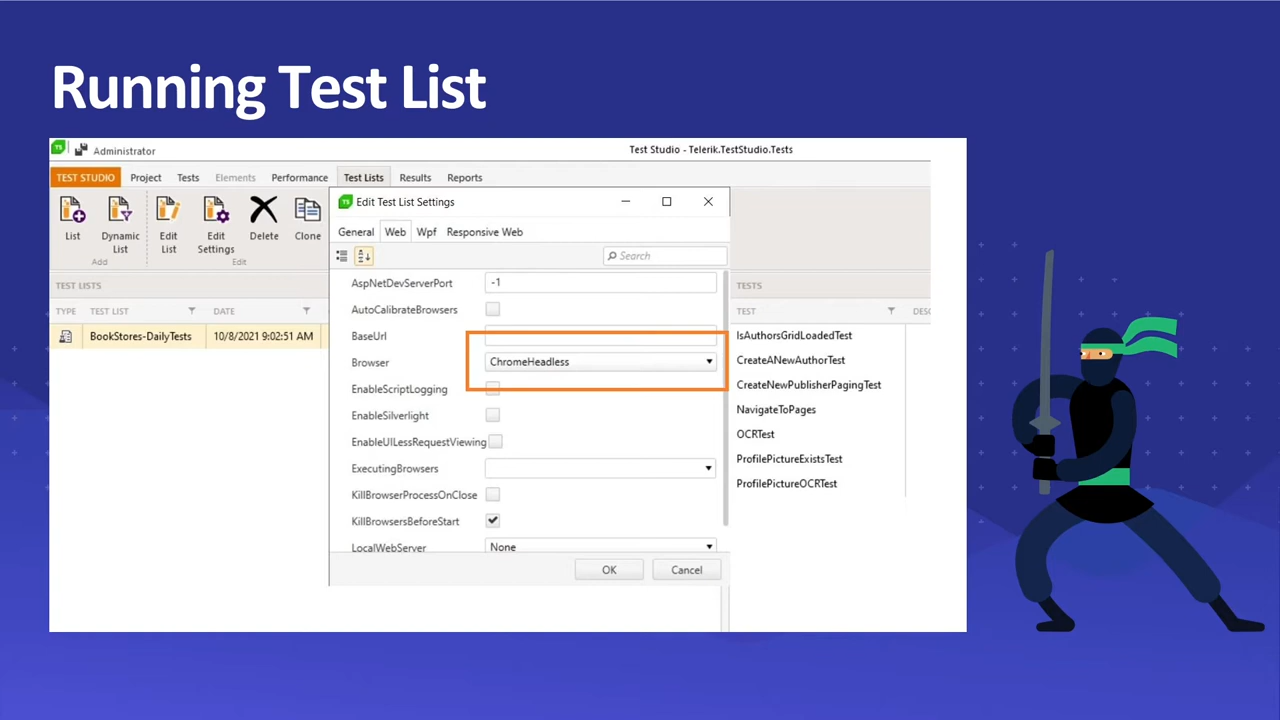 Running Test List
Administrator
Test Studio - Telerik.TestStudio.Tests
TEST STUDIO Project Tests Elements Performance Test Lists Results Reports
List
Dynamic List
Edit List
Edit Settings
Delete
Clone
Add
Edit
TEST LISTS
TYPE TEST LIST DATE
BookStores-DailyTests 10/8/2021 9:02:51 AM
TS Edit Test List Settings
General Web Wpf Responsive Web
Search
AspNetDevServerPort -1
AutoCalibrateBrowsers
BaseUrl
Browser ChromeHeadless
EnableScriptLogging
EnableSilverlight
EnableUILessRequestViewing
ExecutingBrowsers
KillBrowserProcessOnClose
KillBrowsersBeforeStart
LocalWebServer None
OK Cancel
TESTS
TEST DESC
IsAuthorsGridLoadedTest
CreateANewAuthorTest
CreateNewPublisherPagingTest
NavigateToPages
OCRTest
ProfilePictureExistsTest
ProfilePictureOCRTest